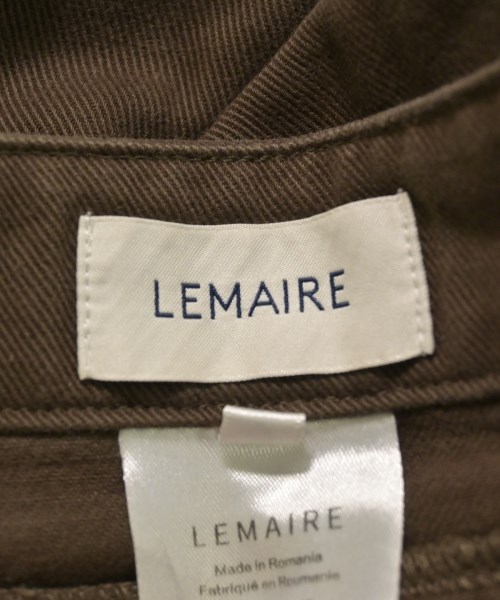 LEMAIRE
LEMAIRE
Made in Romania
Fabriqué en Roumanie